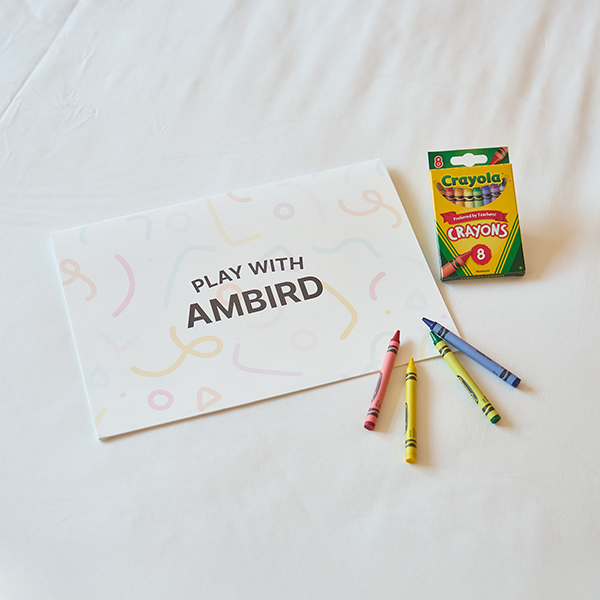 PLAY WITH
AMBIRD
8
Crayola
Preferred by Teachers!
CRAYONS
8